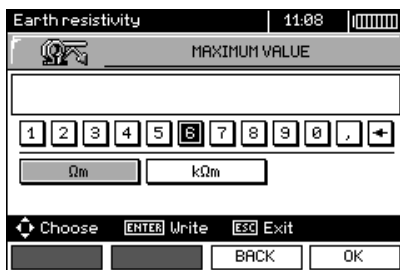 Earth resistivity 11:08
MAXIMUM VALUE
1 2 3 4 5 6 7 8 9 0 , ←
Ωm kΩm
Choose ENTER Write ESC Exit
BACK OK